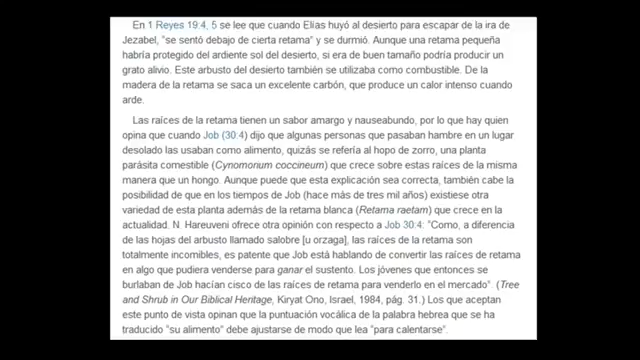 En 1 Reyes 19:4, 5 se lee que cuando Elías huyó al desierto para escapar de la ira de
Jezabel, "se sentó debajo de cierta retama" y se durmió. Aunque una retama pequeña
habría protegido del ardiente sol del desierto, si era de buen tamaño podría producir un
grato alivio. Este arbusto del desierto también se utilizaba como combustible. De la
madera de la retama se saca un excelente carbón, que produce un calor intenso cuando
arde.
Las raíces de la retama tienen un sabor amargo y nauseabundo, por lo que hay quien
opina que cuando Job (30:4) dijo que algunas personas que pasaban hambre en un lugar
desolado las usaban como alimento, quizás se refería al hopo de zorro, una planta
parásita comestible (Cynomorium coccineum) que crece sobre estas raíces de la misma
manera que un hongo. Aunque puede que esta explicación sea correcta, también cabe la
posibilidad de que en los tiempos de Job (hace más de tres mil años) existiese otra
variedad de esta planta además de la retama blanca (Retama raetam) que crece en la
actualidad. N. Hareuveni ofrece otra opinión con respecto a Job 30:4: "Como, a diferencia
de las hojas del arbusto llamado salobre [u orzaga], las raíces de la retama son
totalmente incomibles, es patente que Job está hablando de convertir las raíces de retama
en algo que pudiera venderse para ganar el sustento. Los jóvenes que entonces se
burlaban de Job hacían cisco de las raíces de retama para venderlo en el mercado". (Tree
and Shrub in Our Biblical Heritage, Kiryat Ono, Israel, 1984, pág. 31.) Los que aceptan
este punto de vista opinan que la puntuación vocálica de la palabra hebrea que se ha
traducido "su alimento" debe ajustarse de modo que lea "para calentarse".